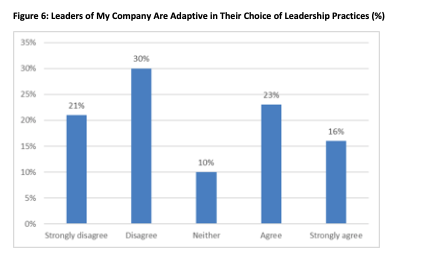 Figure 6: Leaders of My Company Are Adaptive in Their Choice of Leadership Practices (%)
35%
30%
25%
20%
15%
10%
5%
0%
21%
30%
10%
23%
16%
Strongly disagree
Disagree
Neither
Agree
Strongly agree